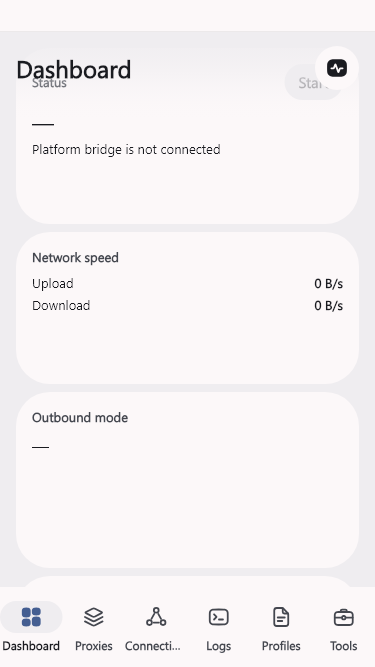 Dashboard
Status
Start
—
Platform bridge is not connected
Network speed
Upload 0 B/s
Download 0 B/s
Outbound mode
—
Dashboard Proxies Connecti... Logs Profiles Tools